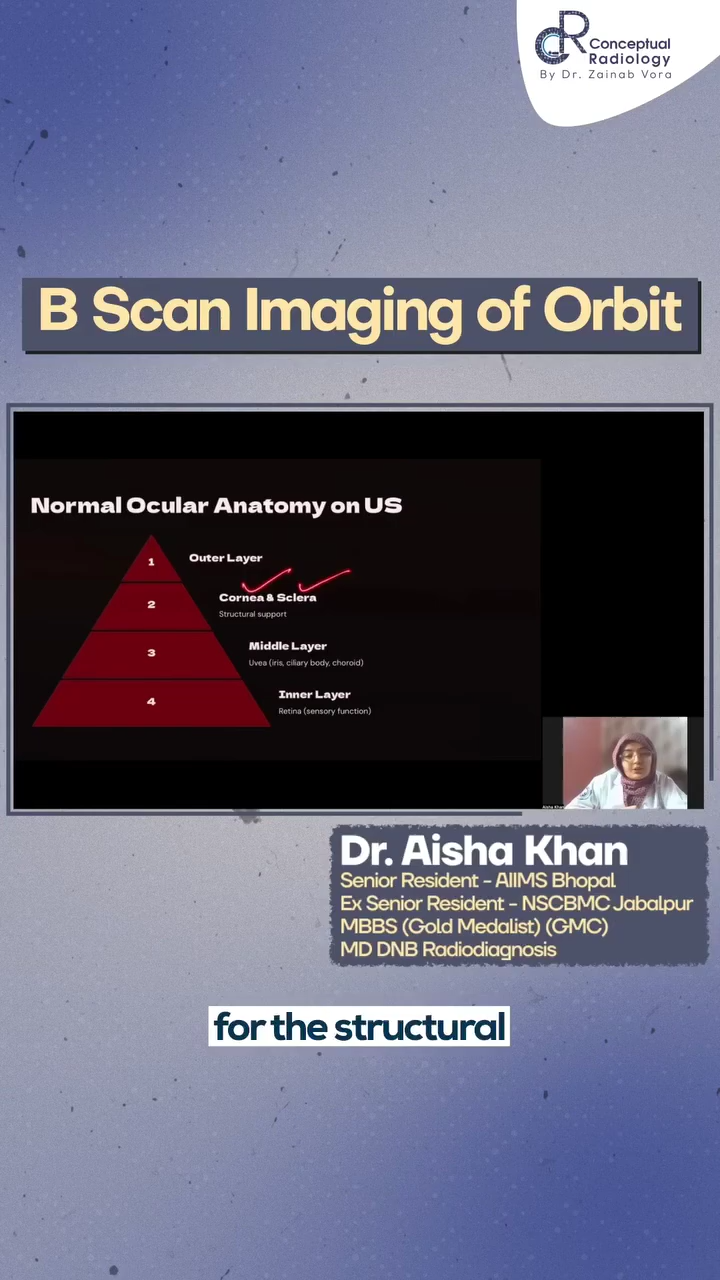 Conceptual
Radiology
By Dr. Zainab Vora
B Scan Imaging of Orbit
Normal Ocular Anatomy on US
1
Outer Layer
2
Cornea & Sclera
Structural support
3
Middle Layer
Uvea (iris, ciliary body, choroid)
4
Inner Layer
Retina (sensory function)
Aisha Khan
Dr. Aisha Khan
Senior Resident - AIIMS Bhopal
Ex Senior Resident - NSCBMC Jabalpur
MBBS (Gold Medalist) (GMC)
MD DNB Radiodiagnosis
for the structural